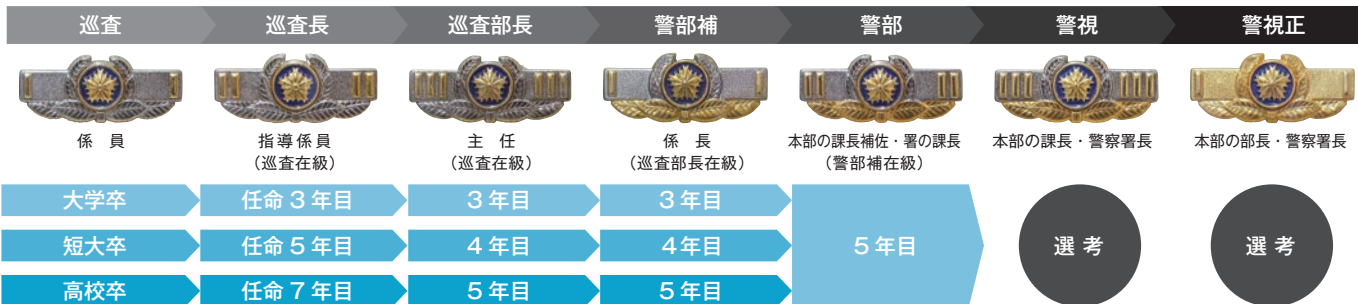 巡査 巡査長 巡査部長 警部補 警部 警視 警視正
係 員 指導係員 主 任 係 長 本部の課長補佐・署の課長 本部の課長・警察署長 本部の部長・警察署長
（巡査在級） （巡査在級） （巡査部長在級） （警部補在級）
大学卒 任命 3 年目 3 年目 3 年目
短大卒 任命 5 年目 4 年目 4 年目 5 年目 選 考 選 考
高校卒 任命 7 年目 5 年目 5 年目